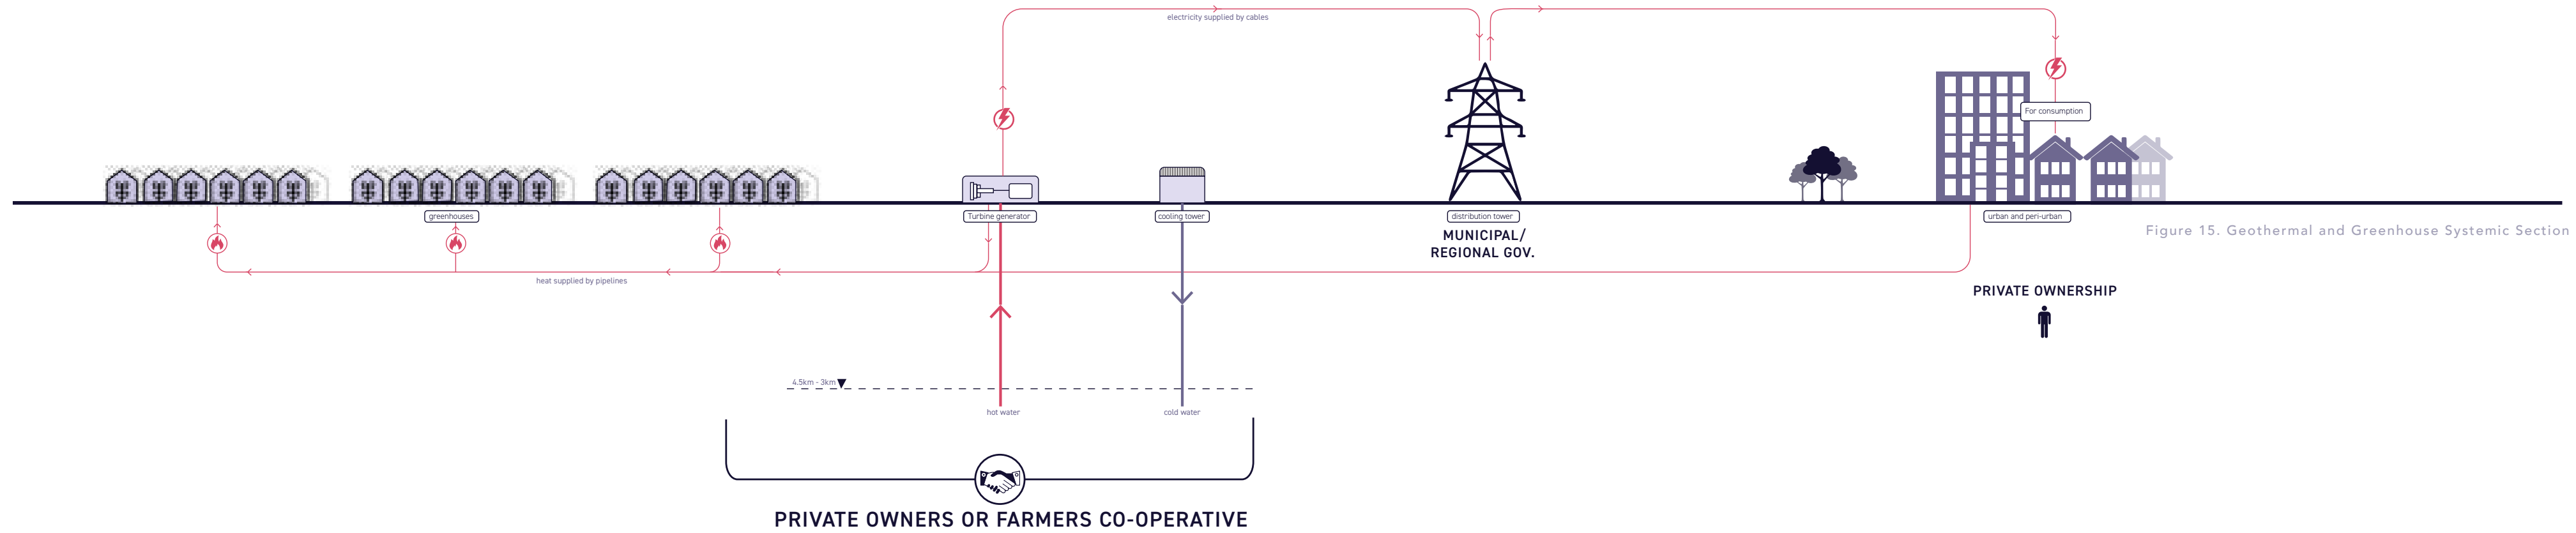 electricity supplied by cables
For consumption
greenhouses
Turbine generator
cooling tower
distribution tower
urban and peri-urban
MUNICIPAL/
REGIONAL GOV.
Figure 15. Geothermal and Greenhouse Systemic Section
heat supplied by pipelines
PRIVATE OWNERSHIP
4.5km - 3km
hot water
cold water
PRIVATE OWNERS OR FARMERS CO-OPERATIVE